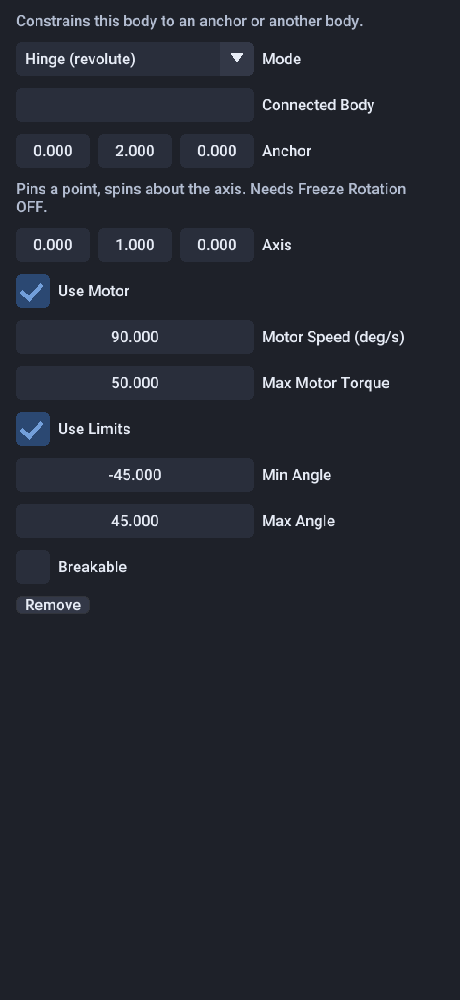 Constrains this body to an anchor or another body.
Hinge (revolute) Mode
Connected Body
0.000 2.000 0.000 Anchor
Pins a point, spins about the axis. Needs Freeze Rotation
OFF.
0.000 1.000 0.000 Axis
Use Motor
90.000 Motor Speed (deg/s)
50.000 Max Motor Torque
Use Limits
-45.000 Min Angle
45.000 Max Angle
Breakable
Remove